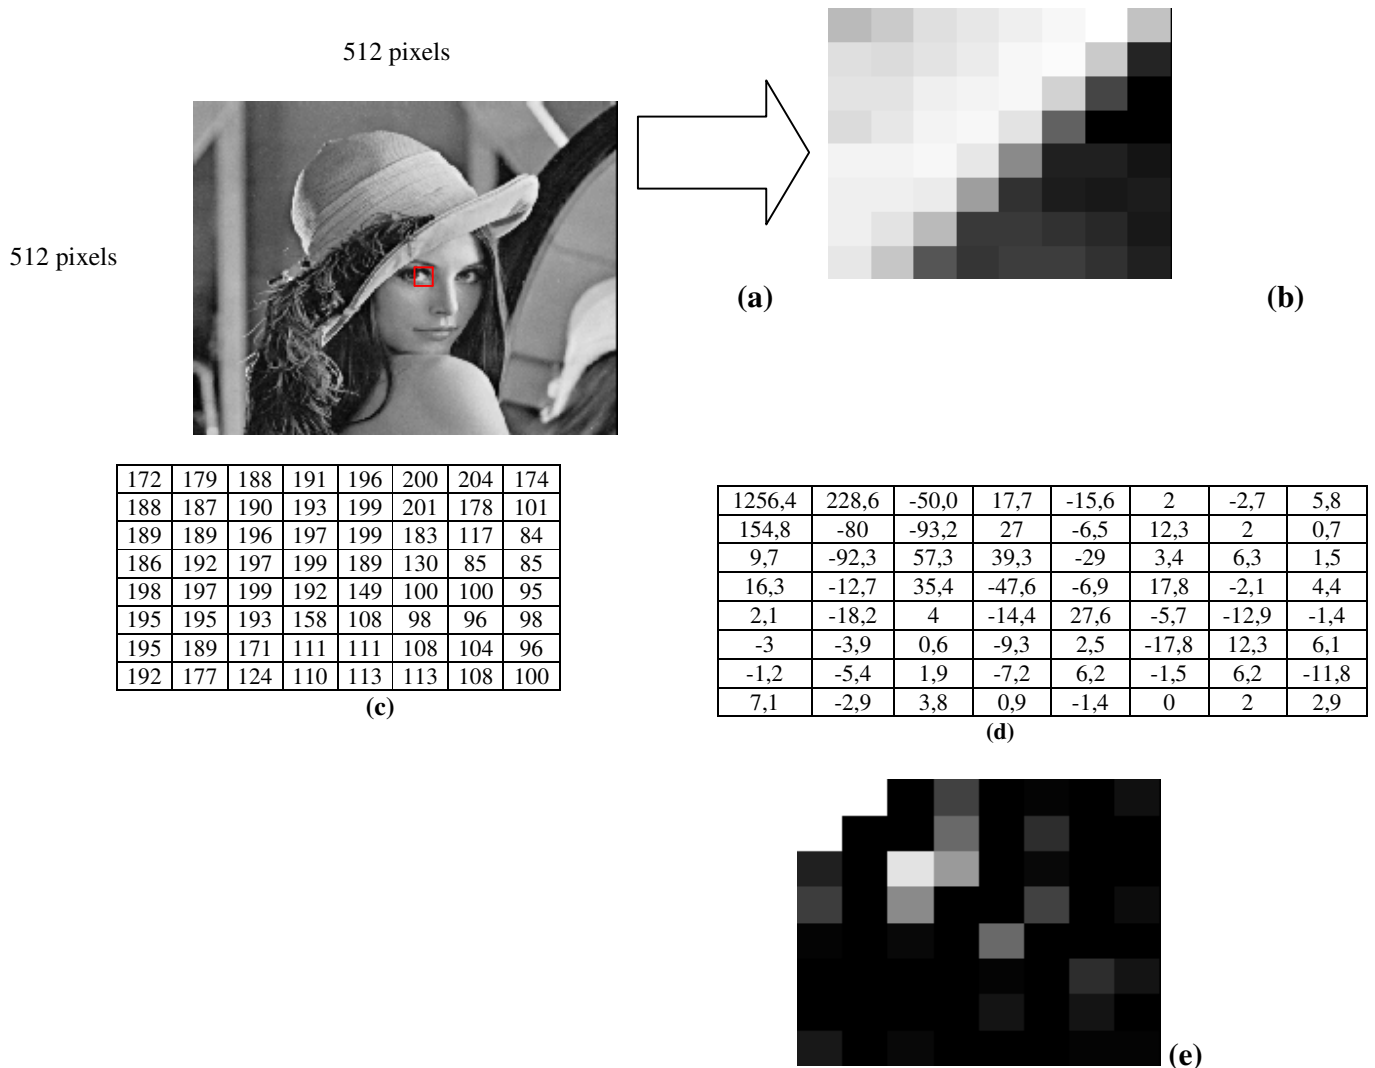 512 pixels
512 pixels
(a)
(b)
172 179 188 191 196 200 204 174
188 187 190 193 199 201 178 101
189 189 196 197 199 183 117 84
186 192 197 199 189 130 85 85
198 197 199 192 149 100 100 95
195 195 193 158 108 98 96 98
195 189 171 111 111 108 104 96
192 177 124 110 113 113 108 100
(c)
1256,4 228,6 -50,0 17,7 -15,6 2 -2,7 5,8
154,8 -80 -93,2 27 -6,5 12,3 2 0,7
9,7 -92,3 57,3 39,3 -29 3,4 6,3 1,5
16,3 -12,7 35,4 -47,6 -6,9 17,8 -2,1 4,4
2,1 -18,2 4 -14,4 27,6 -5,7 -12,9 -1,4
-3 -3,9 0,6 -9,3 2,5 -17,8 12,3 6,1
-1,2 -5,4 1,9 -7,2 6,2 -1,5 6,2 -11,8
7,1 -2,9 3,8 0,9 -1,4 0 2 2,9
(d)
(e)